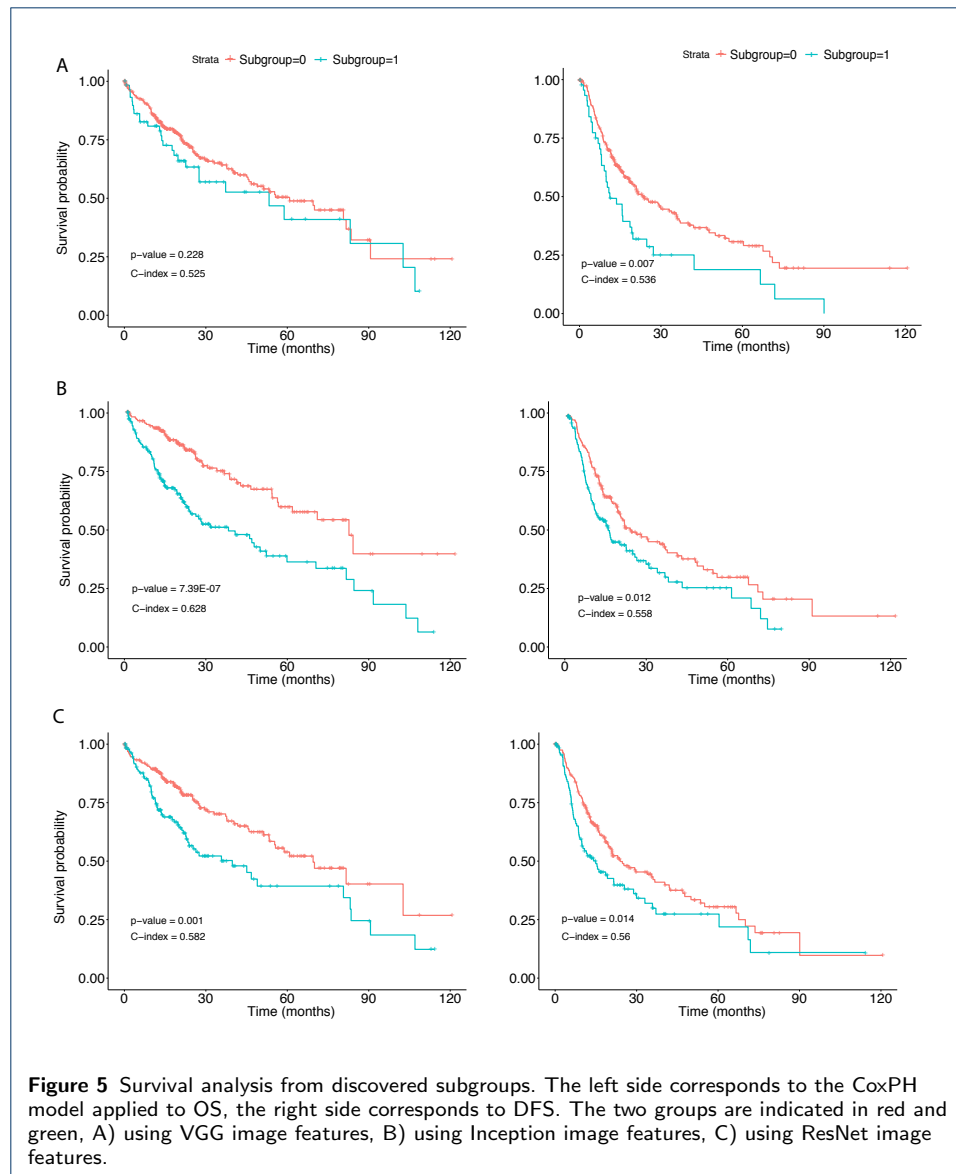 A
Strata Subgroup=0 Subgroup=1
Strata Subgroup=0 Subgroup=1
Survival probability
1.00
0.75
0.50
0.25
0.00
p-value = 0.228
C-index = 0.525
0 30 60 90 120
Time (months)
1.00
0.75
0.50
0.25
0.00
p-value = 0.007
C-index = 0.536
0 30 60 90 120
Time (months)
B
Survival probability
1.00
0.75
0.50
0.25
0.00
p-value = 7.39E-07
C-index = 0.628
0 30 60 90 120
Time (months)
1.00
0.75
0.50
0.25
0.00
p-value = 0.012
C-index = 0.558
0 30 60 90 120
Time (months)
C
Survival probability
1.00
0.75
0.50
0.25
0.00
p-value = 0.001
C-index = 0.582
0 30 60 90 120
Time (months)
1.00
0.75
0.50
0.25
0.00
p-value = 0.014
C-index = 0.56
0 30 60 90 120
Time (months)
Figure 5 Survival analysis from discovered subgroups. The left side corresponds to the CoxPH
model applied to OS, the right side corresponds to DFS. The two groups are indicated in red and
green, A) using VGG image features, B) using Inception image features, C) using ResNet image
features.